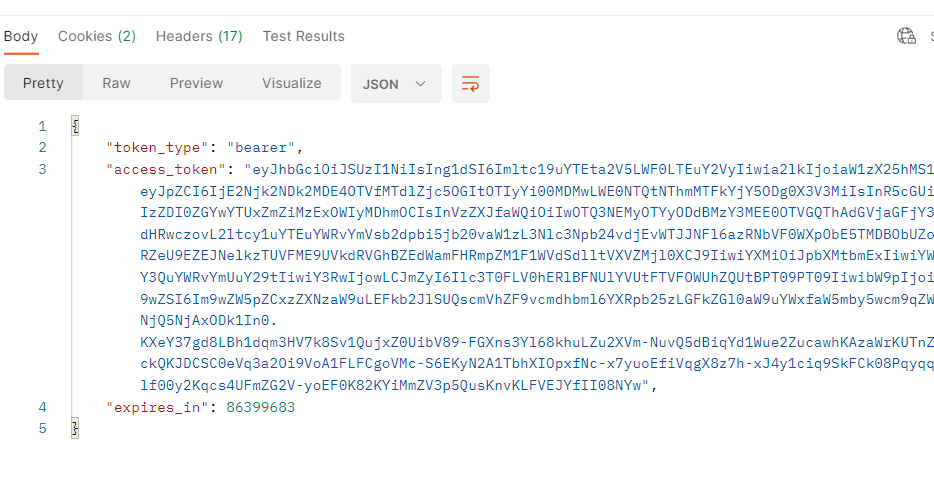 Body Cookies (2) Headers (17) Test Results
Pretty Raw Preview Visualize JSON
1 {
2 "token_type": "bearer",
3 "access_token": "eyJhbGciOiJSUzI1NiIsIng1dSI6Imltc19uYTEta2V5LWF0LTEuY2VyIiwia2lkIjoiaW1zX25hMS1
eyJpZCI6IjE2Njk2NDk2MDE4OTVfMTdlZjc5OGItOTIyYi00MDMwLWE0NTQtNThmMTFkYjY5ODg0X3V3MiIsInR5cGUi
IzZDI0ZGYwYTUxZmZiMzExOWIyMDhmOCIsInVzZXJfaWQiOiIwOTQ3NEMyOTYyODdBMzY3MEE0OTVGQThAdGVjaGFjY3
dHRwczovL2ltcy1uYTEuYWRvYmVsb2dpbi5jb20vaW1zL3Nlc3Npb24vdjEvWTJJNFl6azRNbVF0WXpObE5TMDBObUZo
RZeU9EZEJNelkzTUVFME9UVkdRVGhBZEdWamFHRmpZM1F1WVdSdlltVXVZMjl0XCJ9IiwiYXMiOiJpbXMtbmExIiwiYW
Y3QuYWRvYmUuY29tIiwiY3RwIjowLCJmZyI6Ilc3T0FLV0hERlBFNUlYVUtFTVFOWUhZQUtBPT09PT09IiwibW9pIjoi
9wZSI6Im9wZW5pZCxzZXNzaW9uLEFkb2JlSUQscmVhZF9vcmdhbml6YXRpb25zLGFkZGl0aW9uYWxfaW5mby5wcm9qZW
NjQ5NjAxODk1In0.
KXeY37gd8LBh1dqm3HV7k8Sv1QujxZ0UibV89-FGXns3Yl68khuLZu2XVm-NuvQ5dBiqYd1Wue2ZucawhKAzaWrKUTnZ
ckQKJDCSC0eVq3a2Oi9VoA1FLFCgoVMc-S6EKyN2A1TbhXIOpxfNc-x7yuoEfiVqgX8z7h-xJ4y1ciq9SkFCk08Pqyqq
lf00y2Kqcs4UFmZG2V-yoEF0K82KYiMmZV3p5QusKnvKLFVEJYfII08NYw",
4 "expires_in": 86399683
5 }